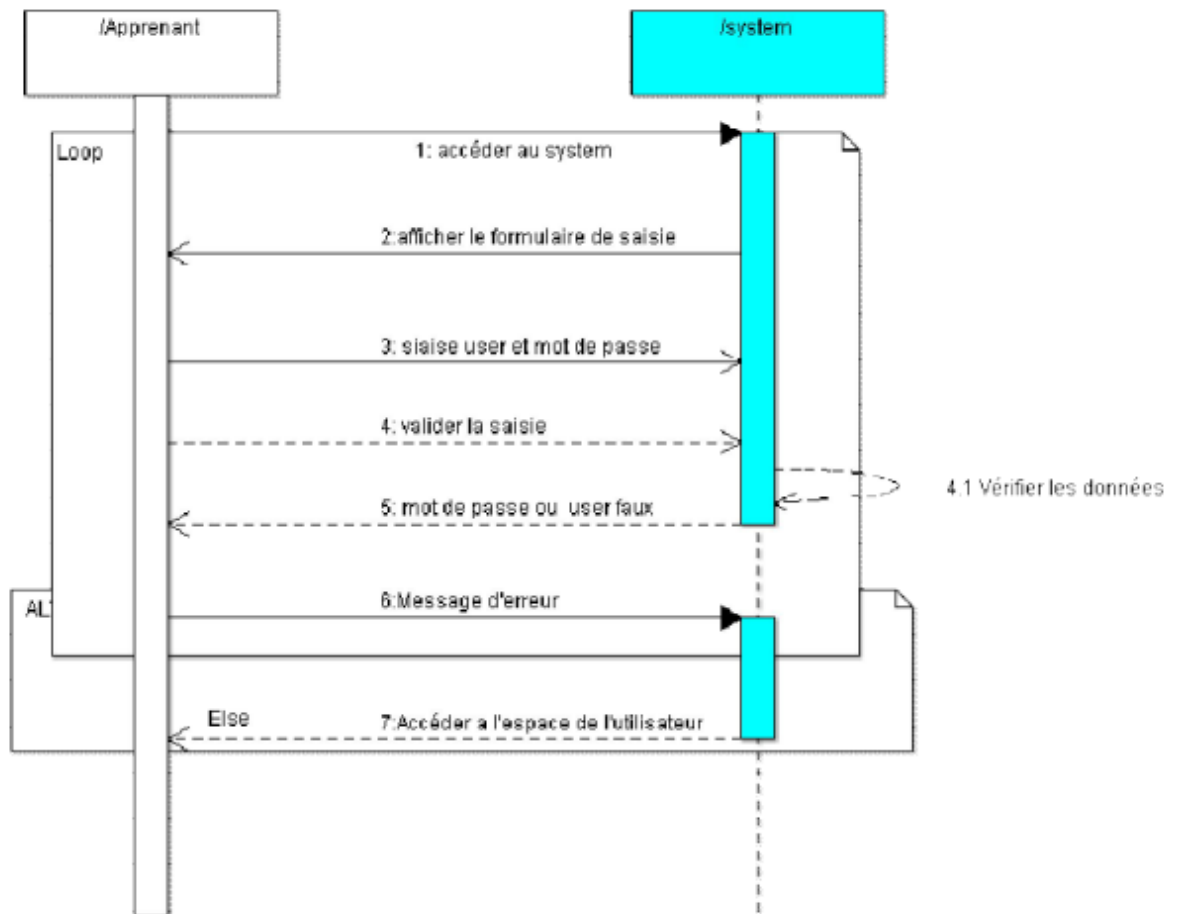 /Apprenant
/system
Loop
1: accéder au system
2:afficher le formulaire de saisie
3: siaise user et mot de passe
4: valider la saisie
4.1 Vérifier les données
5: mot de passe ou user faux
AL
6:Message d'erreur
Else
7:Accéder a l'espace de l'utilisateur